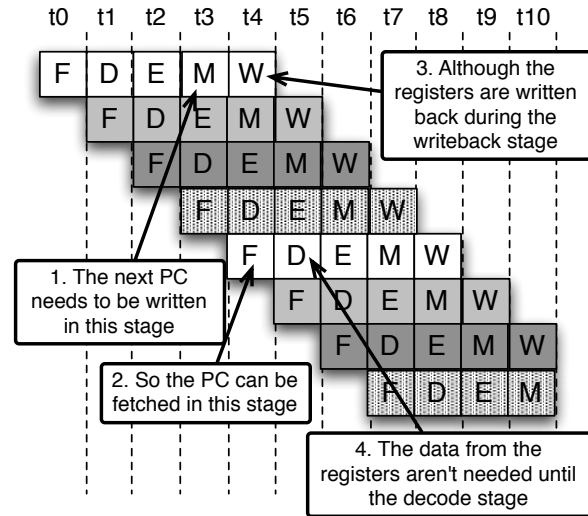 t0 t1 t2 t3 t4 t5 t6 t7 t8 t9 t10
F D E M W
F D E M W
F D E M W
F D E M W
F D E M W
F D E M W
F D E M W
F D E M
3. Although the
registers are written
back during the
writeback stage
1. The next PC
needs to be written
in this stage
2. So the PC can be
fetched in this stage
4. The data from the
registers aren't needed until
the decode stage